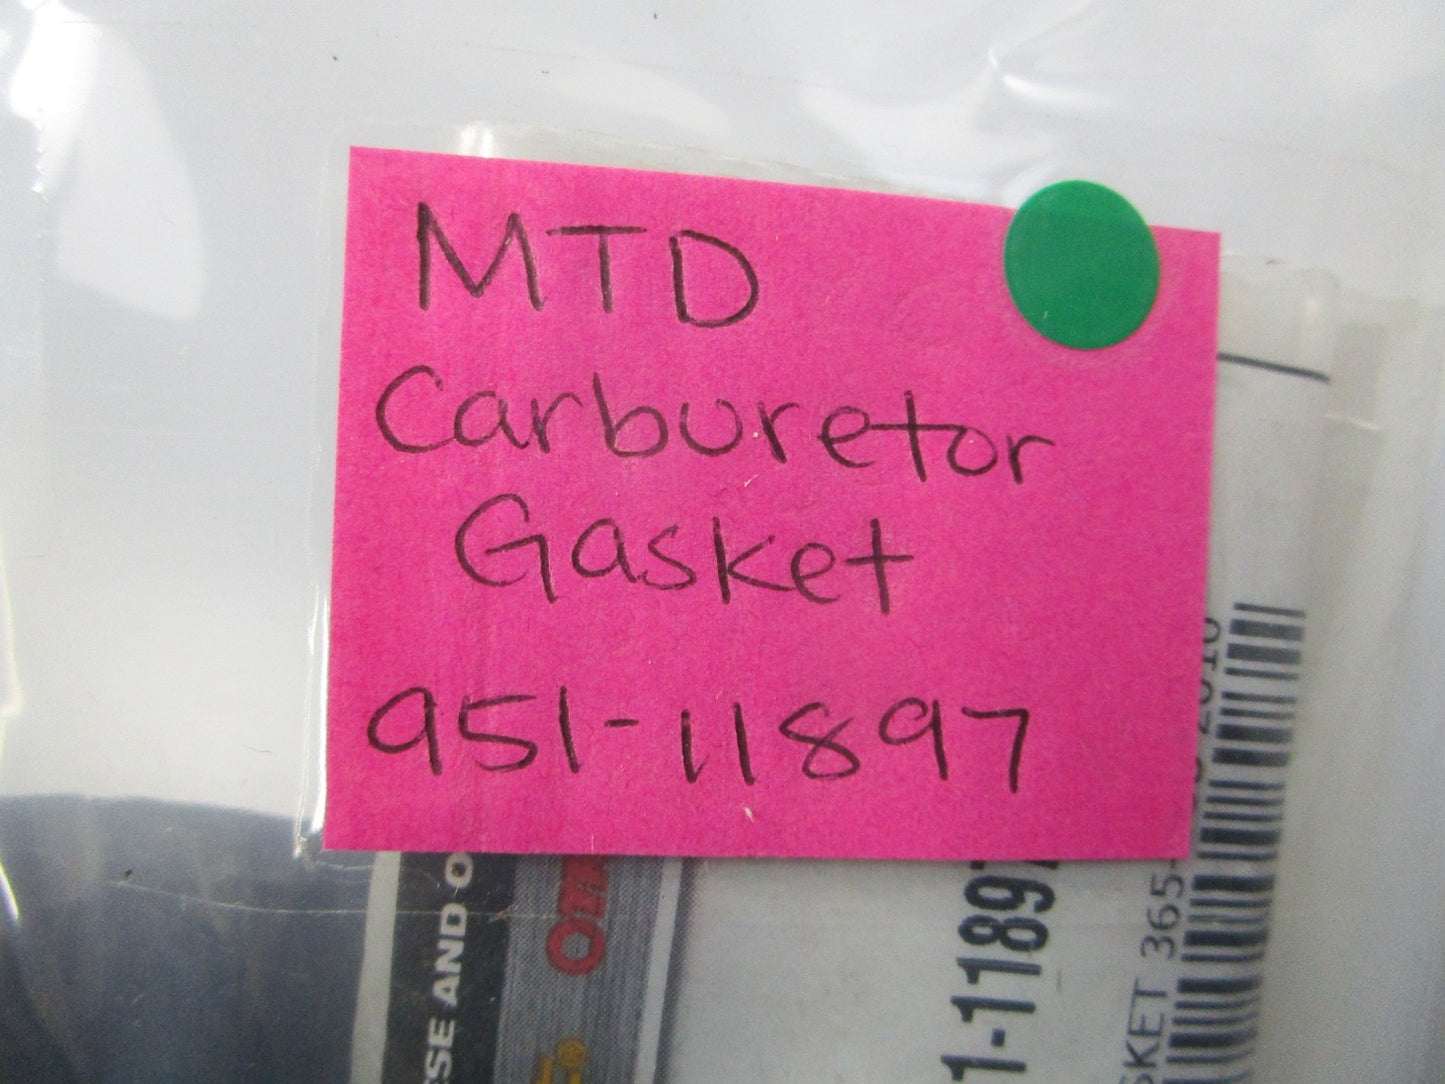 MTD
Carburetor
Gasket
951-11897
SE AND O
1-1189
SKET 365-